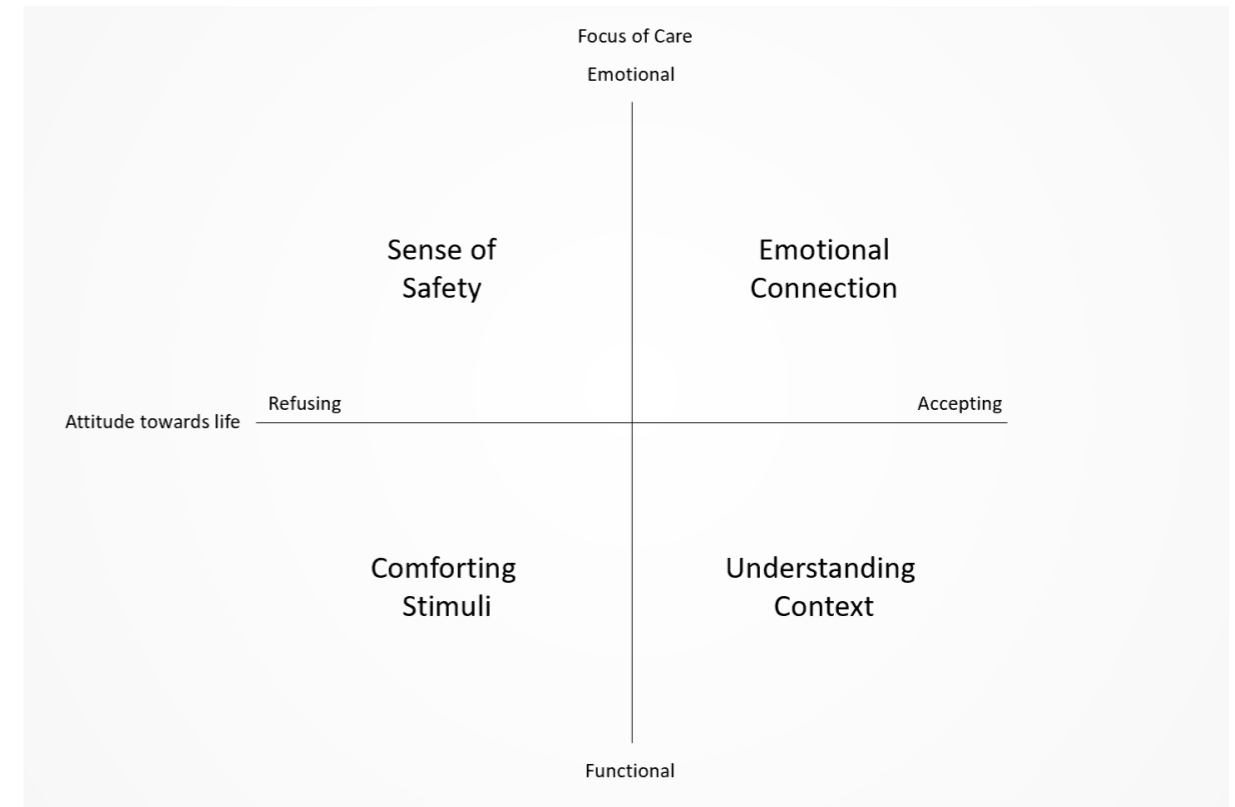 Focus of Care
Emotional
Sense of
Safety
Emotional
Connection
Refusing
Accepting
Attitude towards life
Comforting
Stimuli
Understanding
Context
Functional